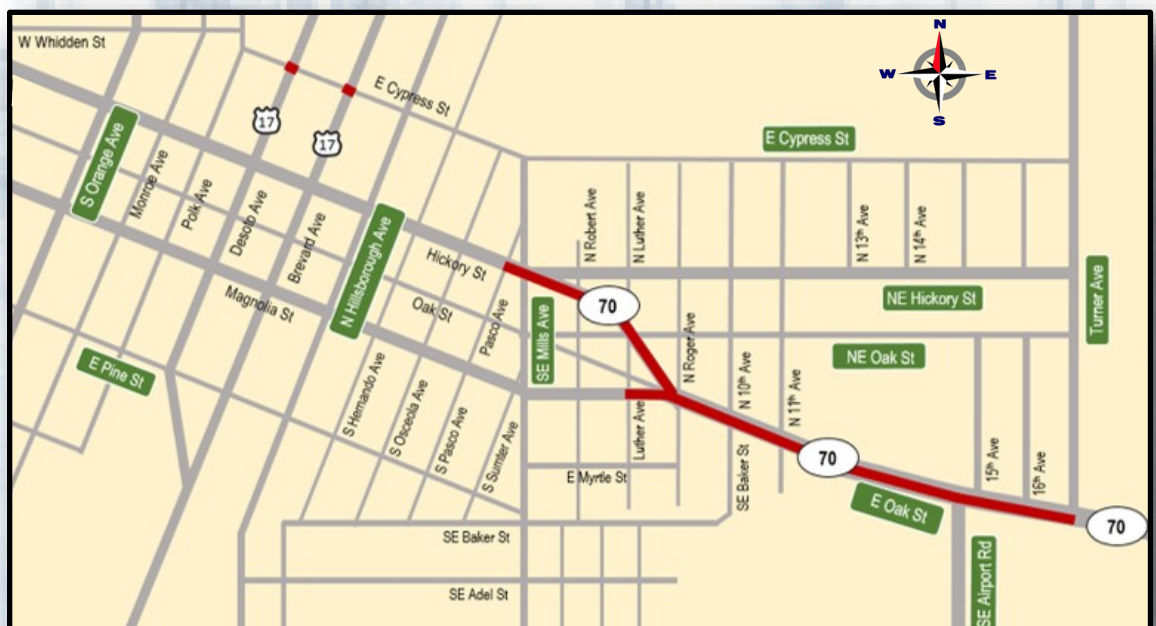 N
W Whidden St
W
E
E Cypress St
S
17
17
E Cypress St
S Orange Ave
Monroe Ave
Polk Ave
Desoto Ave
Brevard Ave
N Hillsborough Ave
N Robert Ave
N Luther Ave
N 13th Ave
N 14th Ave
Hickory St
Turner Ave
NE Hickory St
Magnolia St
Oak St
Pasco Ave
70
SE Mills Ave
N Roger Ave
NE Oak St
E Pine St
S Hernando Ave
S Osceola Ave
S Pasco Ave
S Sumter Ave
Luther Ave
N 10th Ave
N 11th Ave
70
15th Ave
16th Ave
E Myrtle St
SE Baker St
E Oak St
70
SE Baker St
SE Airport Rd
SE Adel St